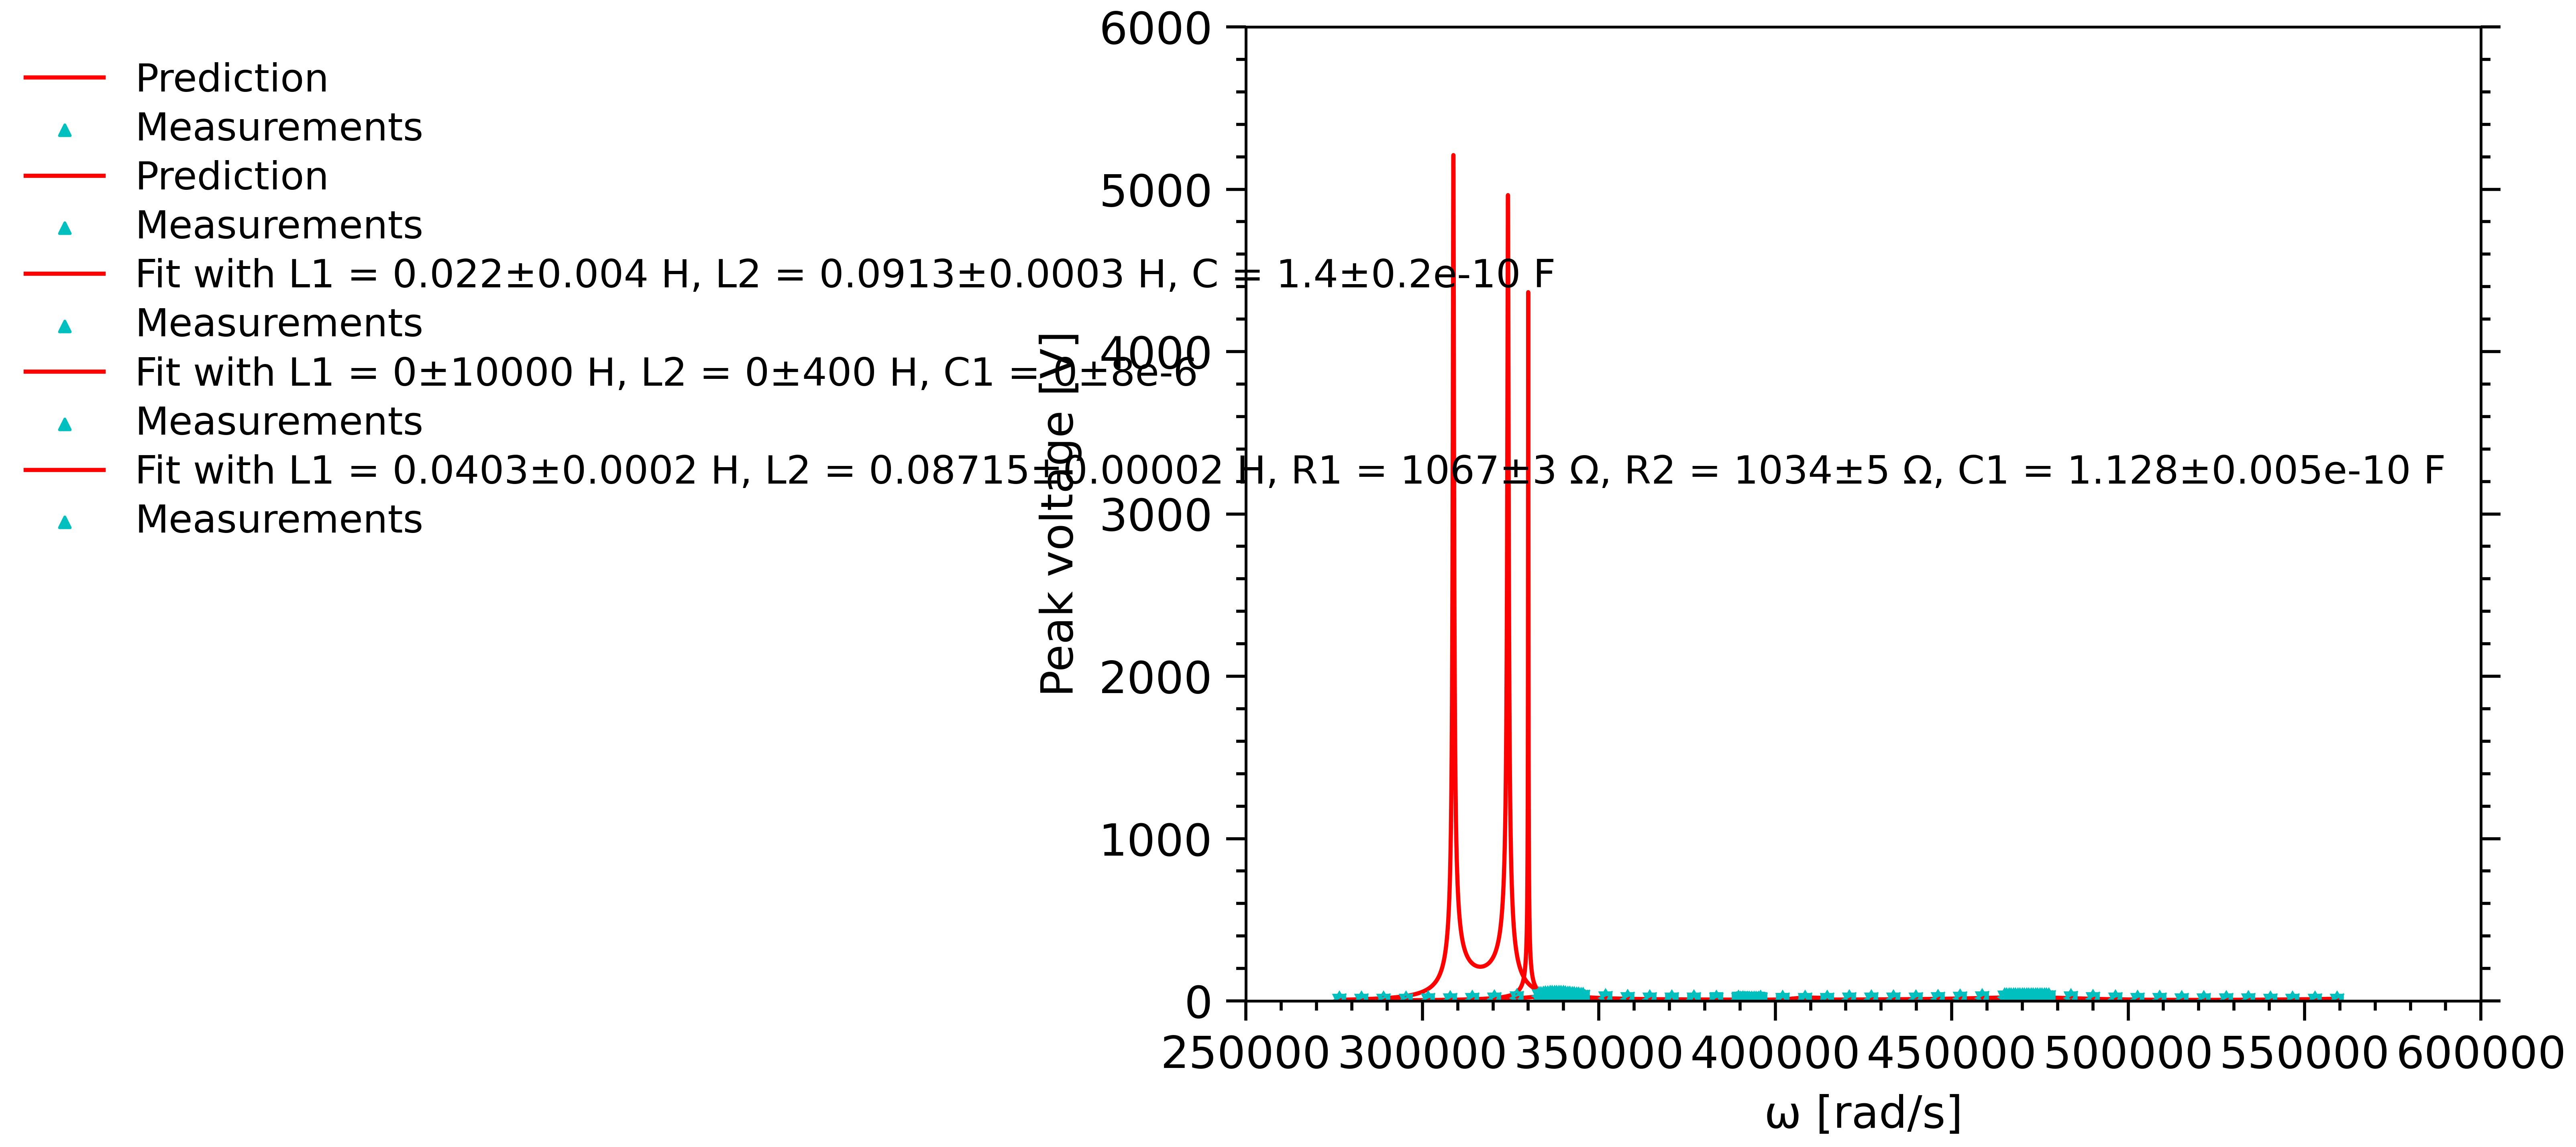 Prediction
Measurements
Prediction
Measurements
Fit with L1 = 0.022±0.004 H, L2 = 0.0913±0.0003 H, C = 1.4±0.2e-10 F
Measurements
Fit with L1 = 0±10000 H, L2 = 0±400 H, C1 = 0±8e-6
Measurements
Fit with L1 = 0.0403±0.0002 H, L2 = 0.08715±0.00002 H, R1 = 1067±3 Ω, R2 = 1034±5 Ω, C1 = 1.128±0.005e-10 F
Measurements
Peak voltage [V]
6000
5000
4000
3000
2000
1000
0
250000 300000 350000 400000 450000 500000 550000 600000
ω [rad/s]